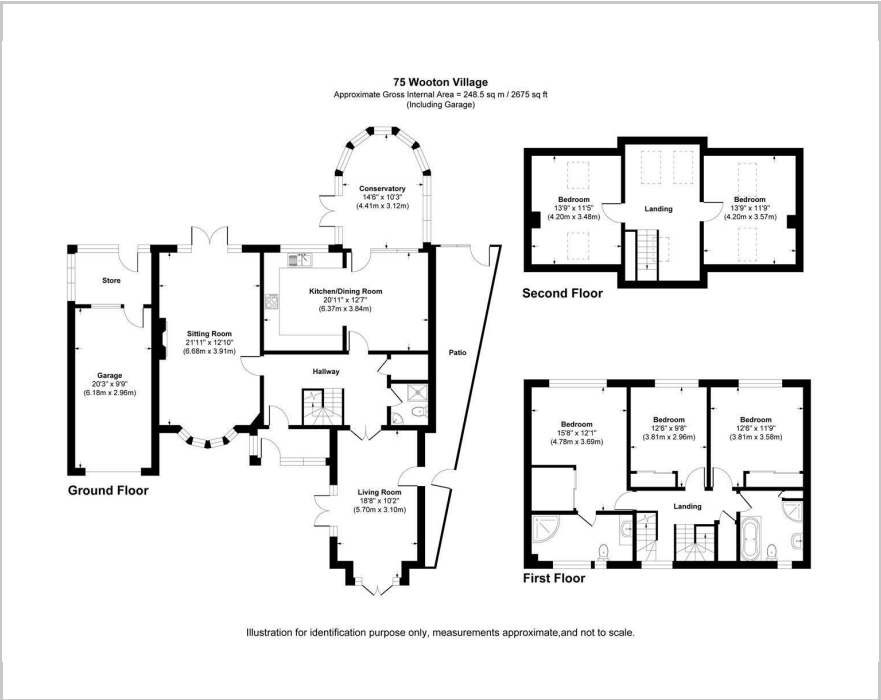 75 Wooton Village
Approximate Gross Internal Area = 248.5 sq m / 2675 sq ft
(Including Garage)
Conservatory
14'6" x 10'3"
(4.41m x 3.12m)
Store
Kitchen/Dining Room
20'11" x 12'7"
(6.37m x 3.84m)
Sitting Room
21'11" x 12'10"
(6.68m x 3.91m)
Patio
Garage
20'3" x 9'9"
(6.18m x 2.96m)
Hallway
Living Room
18'8" x 10'2"
(5.70m x 3.10m)
Ground Floor
Bedroom
13'9" x 11'5"
(4.20m x 3.48m)
Landing
Bedroom
13'9" x 11'9"
(4.20m x 3.57m)
Second Floor
Bedroom
15'8" x 12'1"
(4.78m x 3.69m)
Bedroom
12'6" x 9'8"
(3.81m x 2.96m)
Bedroom
12'6" x 11'9"
(3.81m x 3.58m)
Landing
First Floor
Illustration for identification purpose only, measurements approximate,and not to scale.